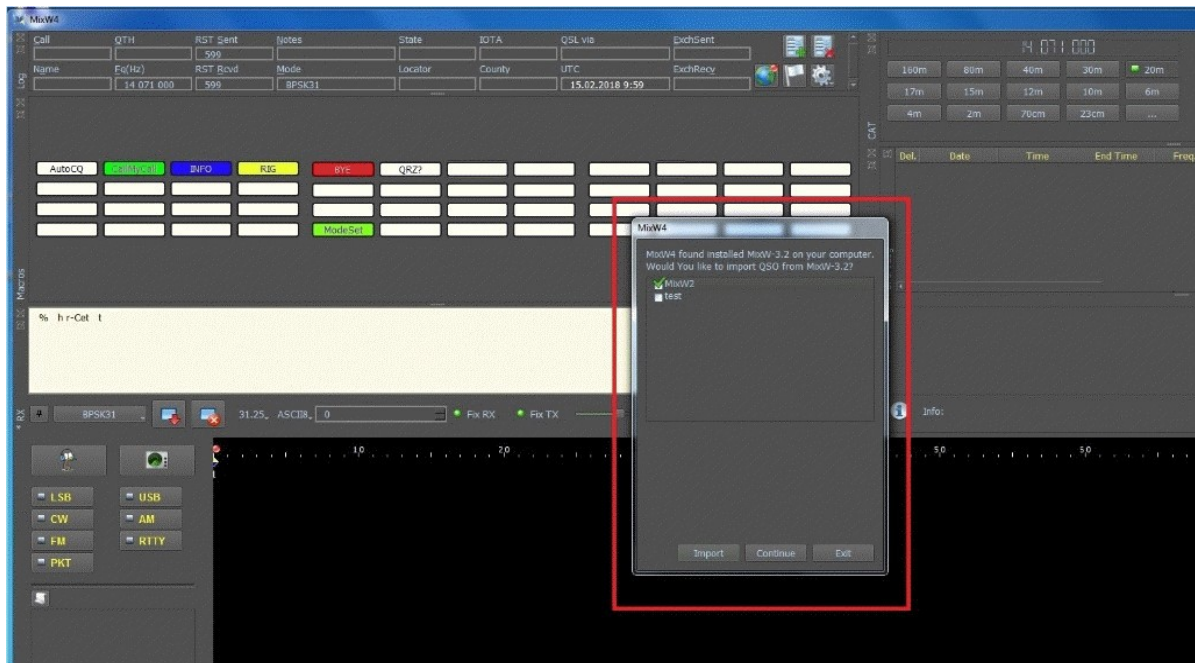 MixW4
Call QTH RST Sent Notes State IOTA QSL via ExchSent
599
Name Fq(Hz) RST Rcvd Mode Locator County UTC ExchRecv
14 071 000 599 BPSK31 15.02.2018 9:59
Log
14 071 000
160m 80m 40m 30m 20m
17m 15m 12m 10m 6m
4m 2m 70cm 23cm ...
CAT
Del. Date Time End Time Freq
AutoCQ CallMyCall INFO RIG BYE QRZ?
ModeSet
Macros
MixW4
MixW4 found installed MixW-3.2 on your computer.
Would You like to import QSO from MixW-3.2?
MixW2
test
Import Continue Exit
% h r-Cet t
RX
BPSK31 31.25, ASCII8, 0 Fix RX Fix TX
Info:
LSB USB
CW AM
FM RTTY
PKT